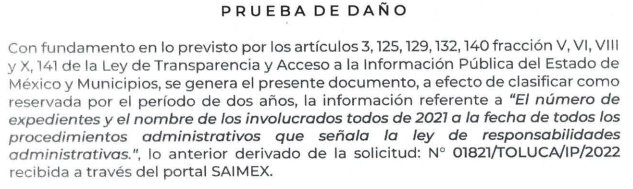 PRUEBA DE DAÑO
Con fundamento en lo previsto por los artículos 3, 125, 129, 132, 140 fracción V, VI, VIII
y X, 141 de la Ley de Transparencia y Acceso a la Información Pública del Estado de
México y Municipios, se genera el presente documento, a efecto de clasificar como
reservada por el período de dos años, la información referente a "El número de
expedientes y el nombre de los involucrados todos de 2021 a la fecha de todos los
procedimientos administrativos que señala la ley de responsabilidades
administrativas.", lo anterior derivado de la solicitud: N° 01821/TOLUCA/IP/2022
recibida a través del portal SAIMEX.